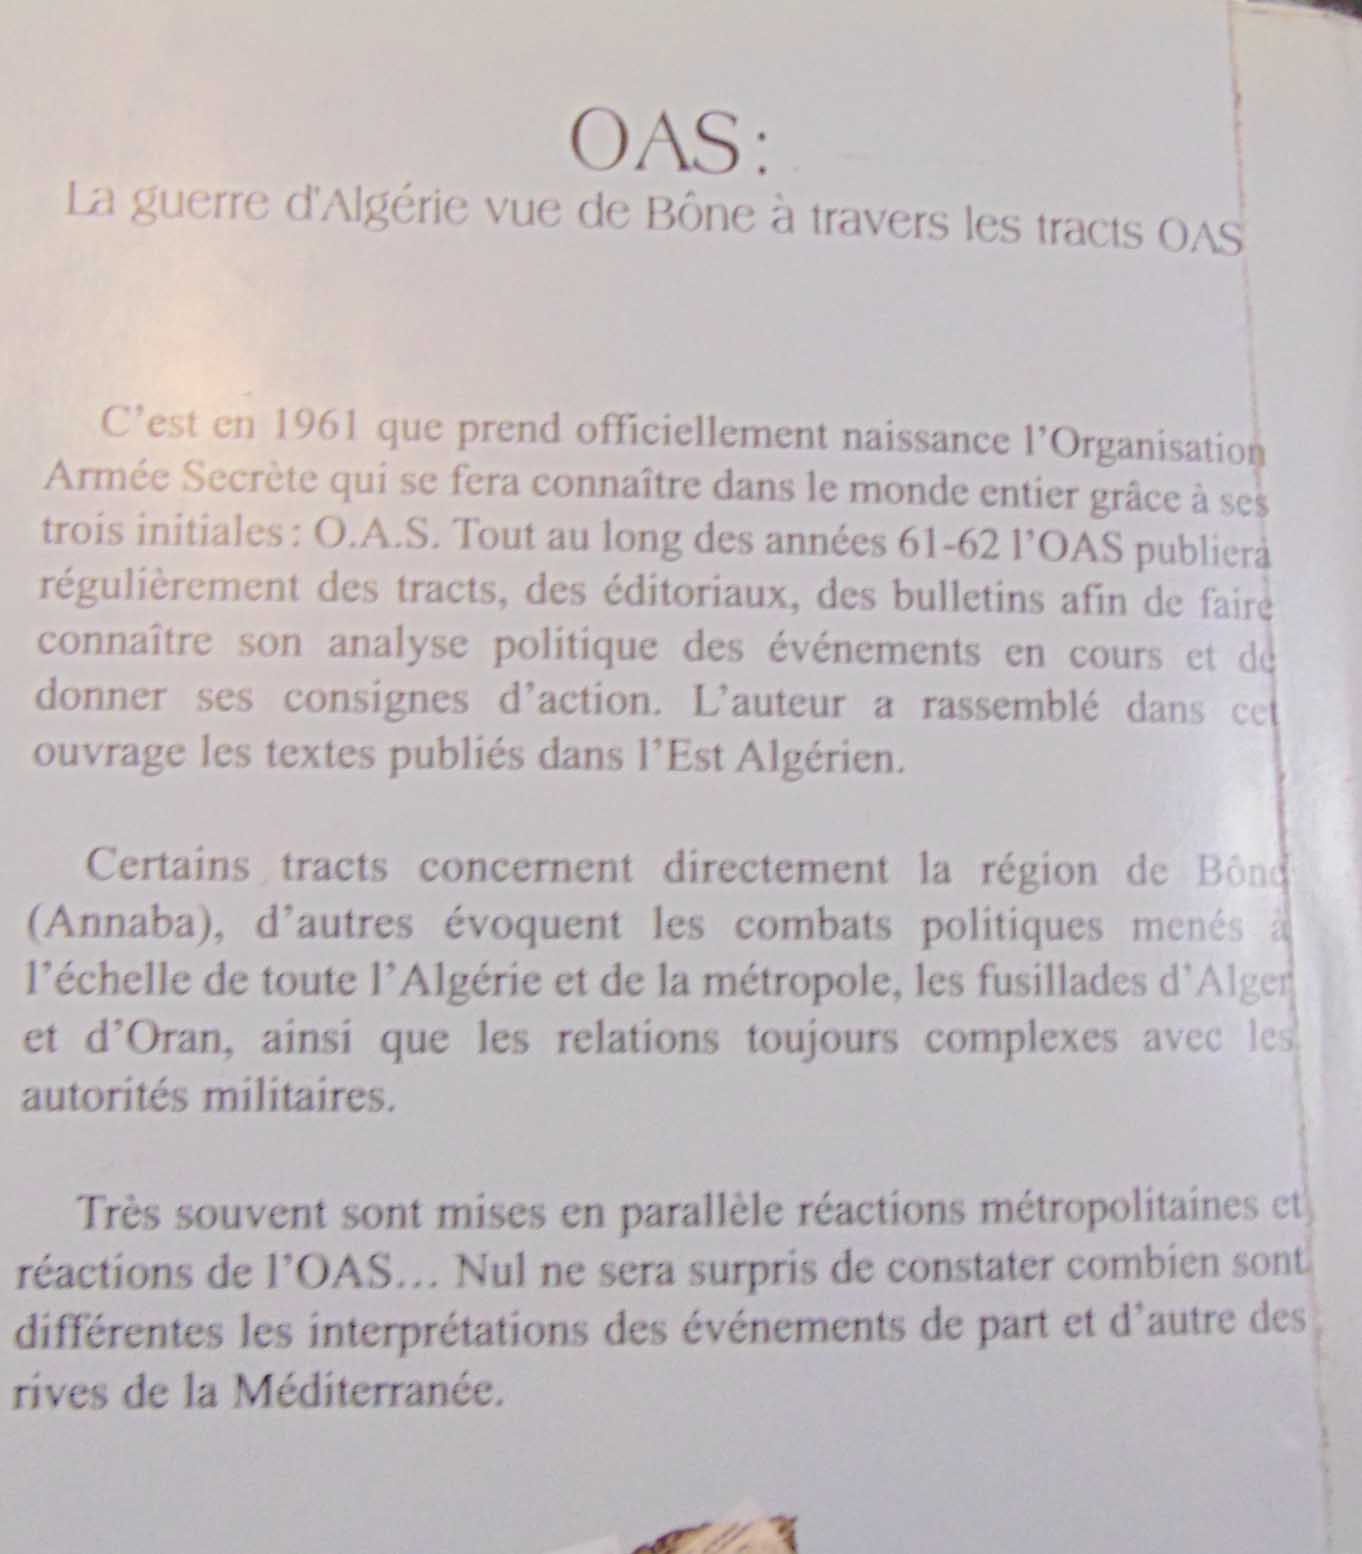 OAS :
La guerre d'Algérie vue de Bône à travers les tracts OAS
C'est en 1961 que prend officiellement naissance l'Organisation
Armée Secrète qui se fera connaître dans le monde entier grâce à ses
trois initiales : O.A.S. Tout au long des années 61-62 l'OAS publiera
régulièrement des tracts, des éditoriaux, des bulletins afin de faire
connaître son analyse politique des événements en cours et de
donner ses consignes d'action. L'auteur a rassemblé dans cet
ouvrage les textes publiés dans l'Est Algérien.
Certains tracts concernent directement la région de Bône
(Annaba), d'autres évoquent les combats politiques menés à
l'échelle de toute l'Algérie et de la métropole, les fusillades d'Alger
et d'Oran, ainsi que les relations toujours complexes avec les
autorités militaires.
Très souvent sont mises en parallèle réactions métropolitaines et
réactions de l'OAS... Nul ne sera surpris de constater combien sont
différentes les interprétations des événements de part et d'autre des
rives de la Méditerranée.